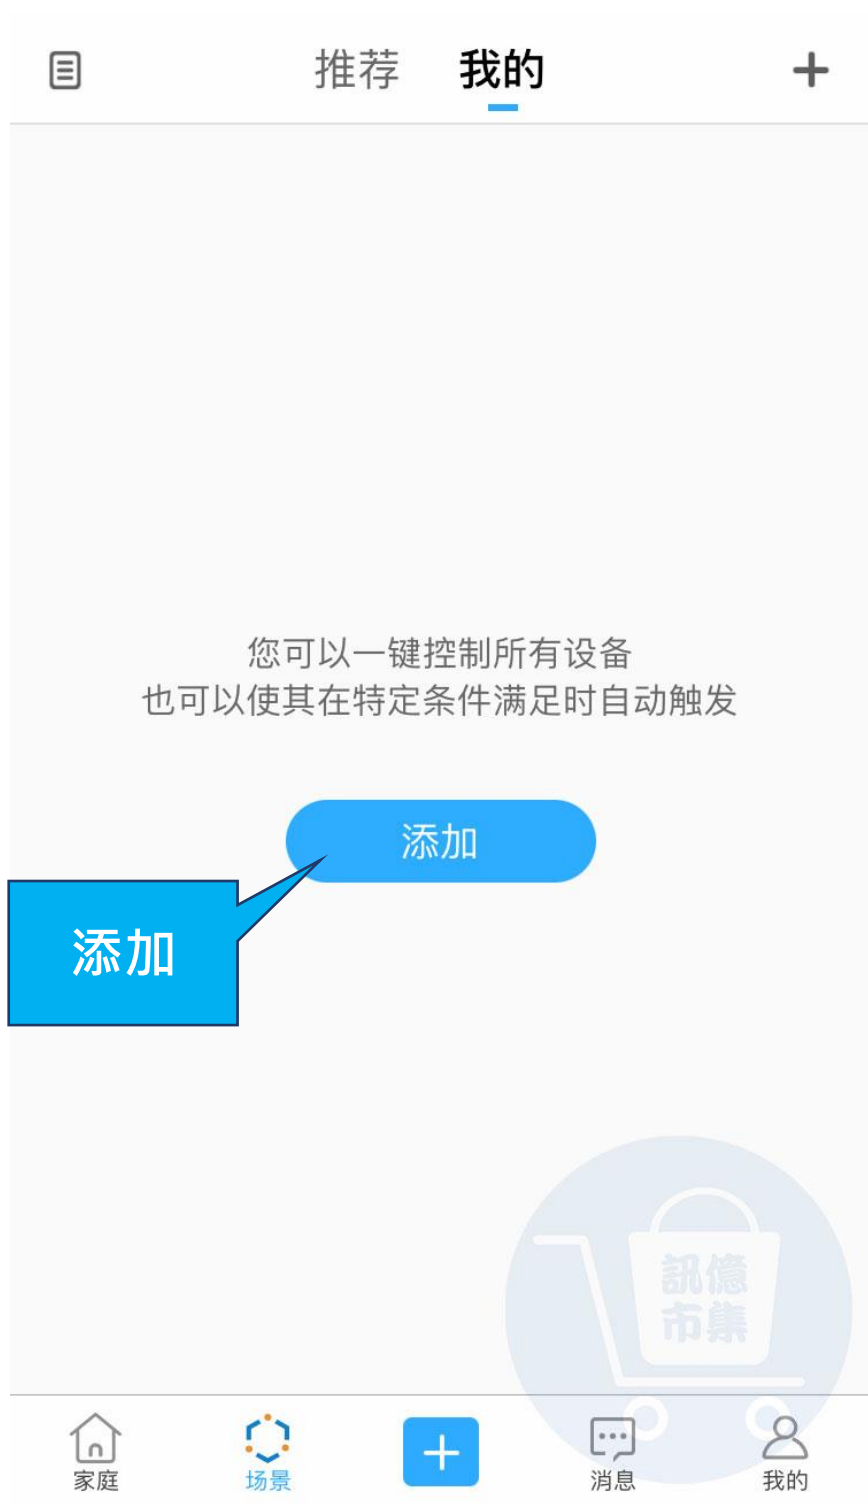 推荐 我的
您可以一键控制所有设备
也可以使其在特定条件满足时自动触发
添加
添加
訊億
市集
家庭 场景 消息 我的